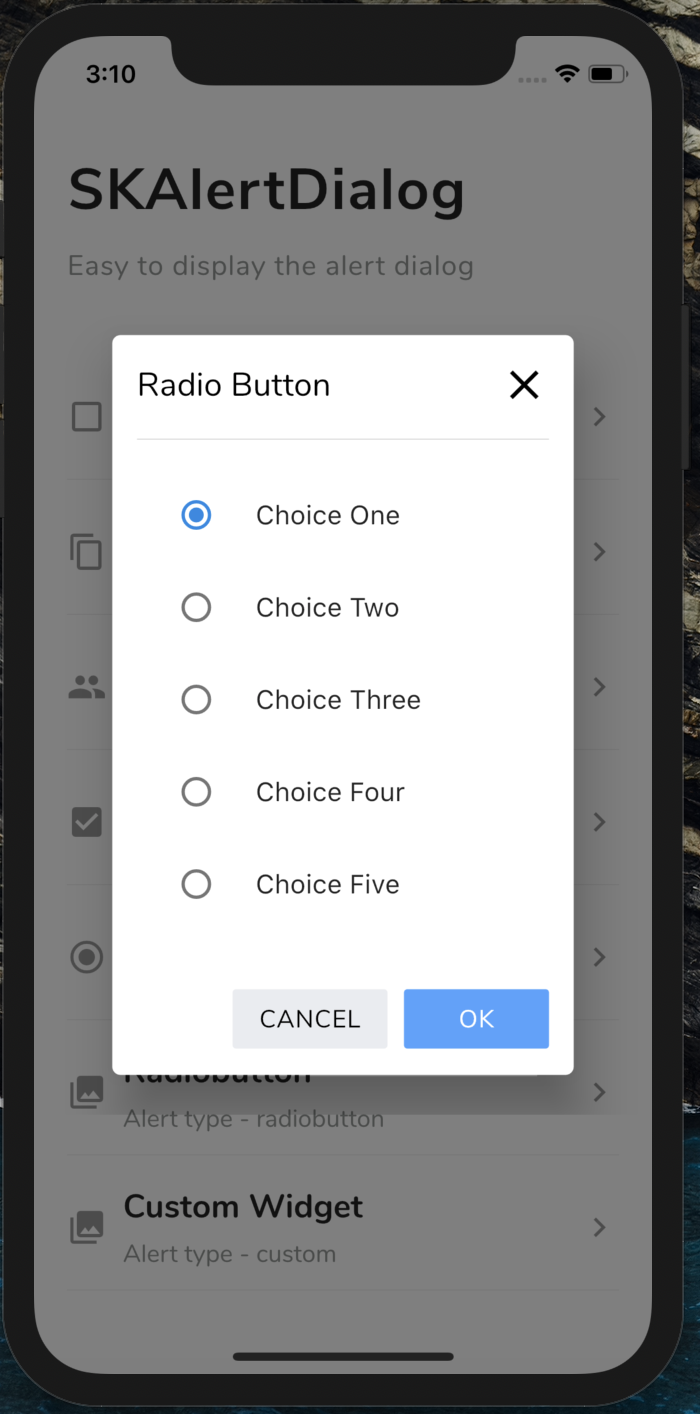 3:10
SKAlertDialog
Easy to display the alert dialog
Radio Button
Choice One
Choice Two
Choice Three
Choice Four
Choice Five
CANCEL
OK
Radiobutton
Alert type - radiobutton
Custom Widget
Alert type - custom